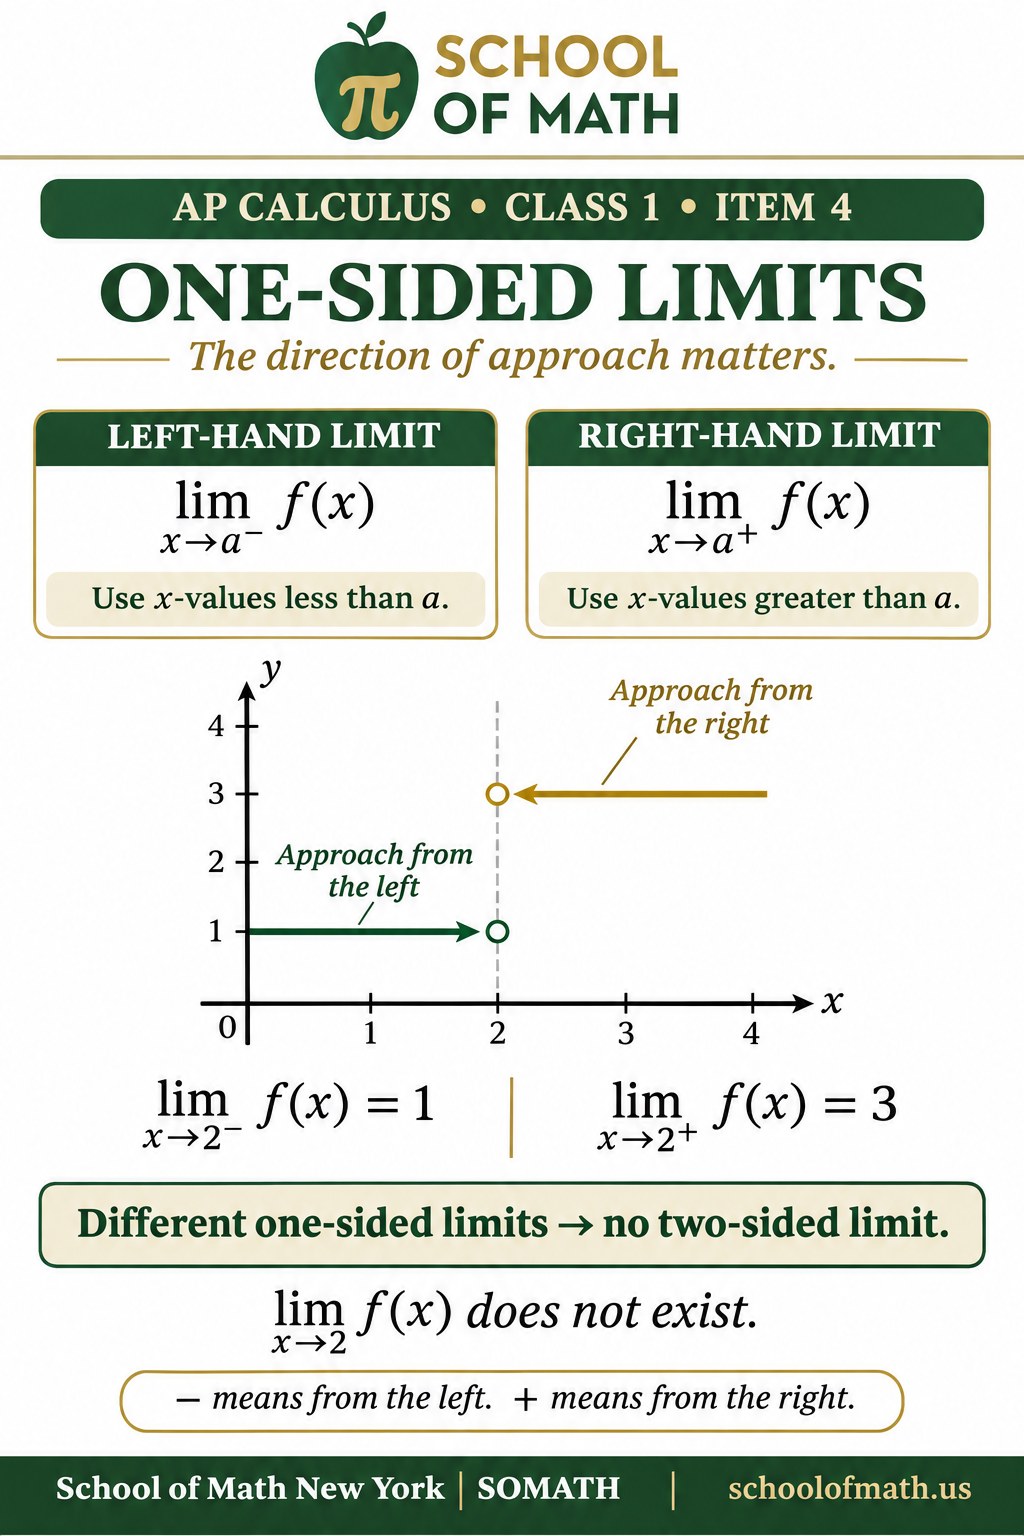 π
SCHOOL
OF MATH
AP CALCULUS • CLASS 1 • ITEM 4
ONE-SIDED LIMITS
The direction of approach matters.
LEFT-HAND LIMIT
lim f(x)
x→a⁻
Use x-values less than a.
RIGHT-HAND LIMIT
lim f(x)
x→a⁺
Use x-values greater than a.
y
4
3
2
1
0
1
2
3
4
x
Approach from
the right
Approach from
the left
lim f(x) = 1
x→2⁻
lim f(x) = 3
x→2⁺
Different one-sided limits → no two-sided limit.
lim f(x) does not exist.
x→2
− means from the left. + means from the right.
School of Math New York | SOMATH | schoolofmath.us